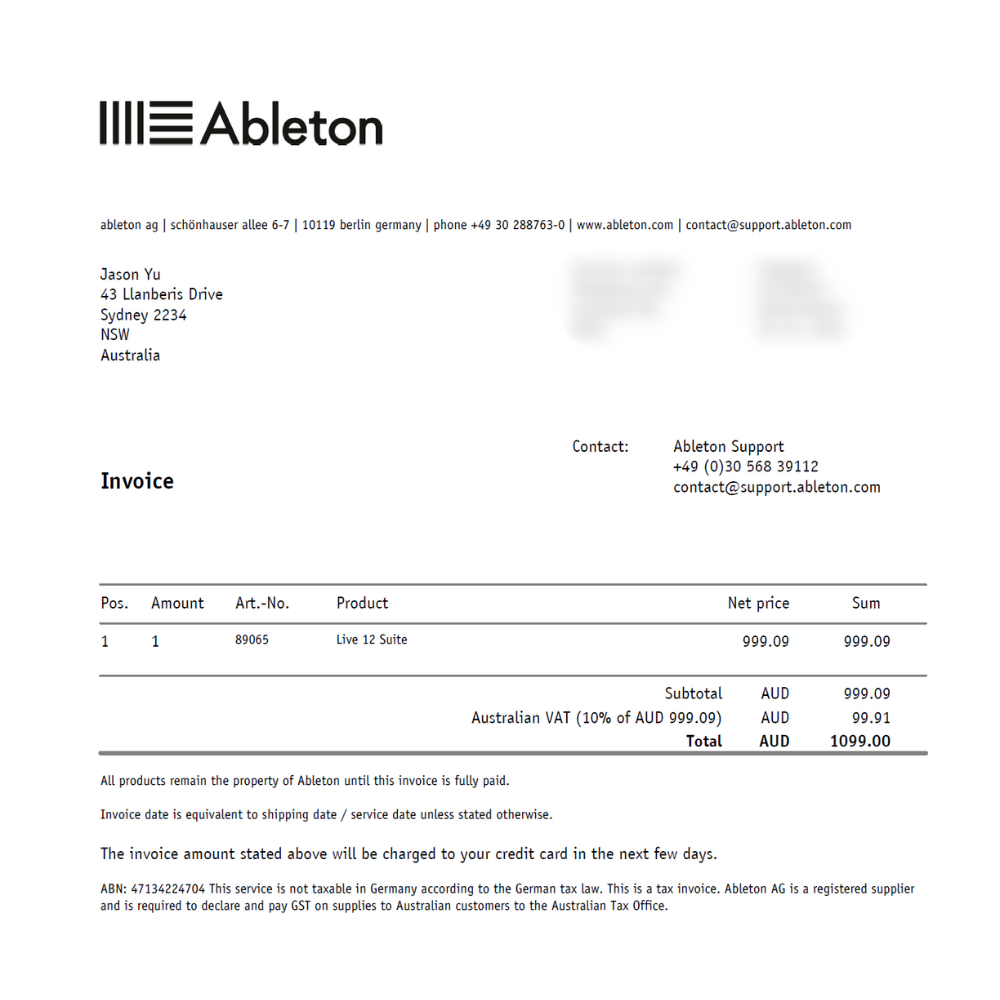 Ableton
ableton ag | schönhauser allee 6-7 | 10119 berlin germany | phone +49 30 288763-0 | www.ableton.com | contact@support.ableton.com
Jason Yu
43 Llanberis Drive
Sydney 2234
NSW
Australia
Contact: Ableton Support
+49 (0)30 568 39112
contact@support.ableton.com
Invoice
Pos. Amount Art.-No. Product Net price Sum
1 1 89065 Live 12 Suite 999.09 999.09
Subtotal AUD 999.09
Australian VAT (10% of AUD 999.09) AUD 99.91
Total AUD 1099.00
All products remain the property of Ableton until this invoice is fully paid.
Invoice date is equivalent to shipping date / service date unless stated otherwise.
The invoice amount stated above will be charged to your credit card in the next few days.
ABN: 47134224704 This service is not taxable in Germany according to the German tax law. This is a tax invoice. Ableton AG is a registered supplier
and is required to declare and pay GST on supplies to Australian customers to the Australian Tax Office.